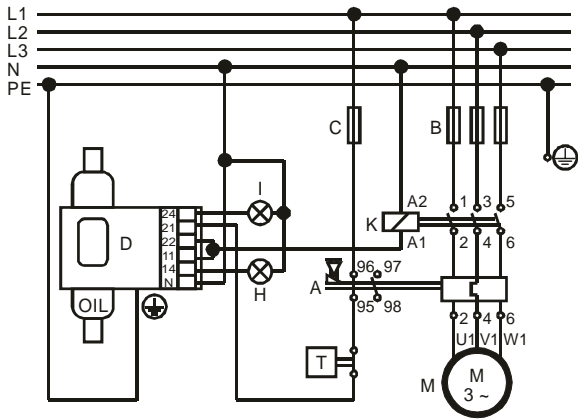 L1
L2
L3
N
PE
C
B
A2
1
3
5
K
A1
2
4
6
I
24
21
22
11
14
N
D
H
OIL
96
97
A
95
98
2
4
6
U1
V1
W1
T
M
M
3 ~